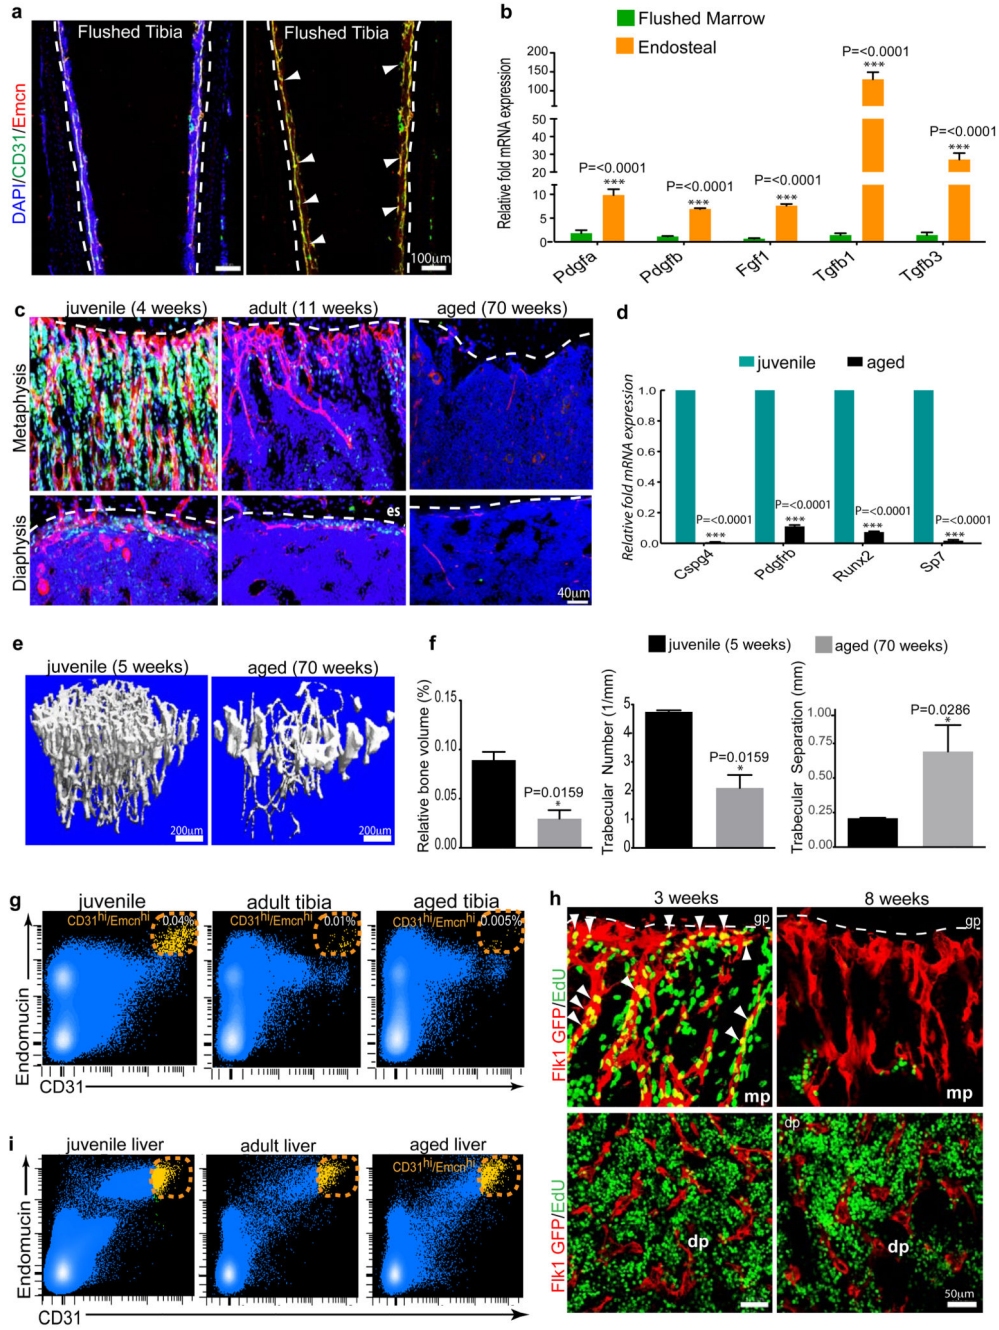 a
Flushed Tibia
Flushed Tibia
DAPI/CD31/Emcn
100µm
b
Flushed Marrow
Endosteal
Relative fold mRNA expression
200
150
100
50
40
30
20
10
5
0
P=<0.0001
***
P=<0.0001
***
P=<0.0001
***
P=<0.0001
***
P=<0.0001
***
Pdgfa
Pdgfb
Fgf1
Tgfb1
Tgfb3
c
juvenile (4 weeks)
adult (11 weeks)
aged (70 weeks)
Metaphysis
Diaphysis
es
40µm
d
juvenile
aged
Relative fold mRNA expression
1.0
0.8
0.6
0.4
0.2
0.0
P=<0.0001
***
P=<0.0001
***
P=<0.0001
***
P=<0.0001
***
Cspg4
Pdgfrb
Runx2
Sp7
e
juvenile (5 weeks)
aged (70 weeks)
200µm
200µm
f
juvenile (5 weeks)
aged (70 weeks)
Relative bone volume (%)
0.15
0.10
0.05
0.00
P=0.0159
*
Trabecular Number (1/mm)
5
4
3
2
1
0
P=0.0159
*
Trabecular Separation (mm)
1.00
0.75
0.50
0.25
0.00
P=0.0286
*
g
juvenile
adult tibia
aged tibia
CD31hi/Emcnhi
0.04%
CD31hi/Emcnhi
0.01%
CD31hi/Emcnhi
0.005%
Endomucin
CD31
h
3 weeks
8 weeks
Flk1 GFP/EdU
gp
mp
gp
mp
Flk1 GFP/EdU
dp
dp
dp
50µm
i
juvenile liver
adult liver
aged liver
CD31hi/Emcnhi
Endomucin
CD31